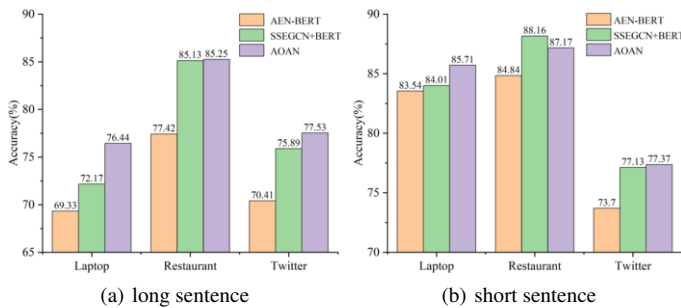 90
85
80
75
70
65
Accuracy(%)
AEN-BERT
SSEGCN+BERT
AOAN
69.33
72.17
76.44
77.42
85.13
85.25
70.41
75.89
77.53
Laptop
Restaurant
Twitter
(a) long sentence
90
85
80
75
70
Accuracy(%)
AEN-BERT
SSEGCN+BERT
AOAN
83.54
84.01
85.71
84.84
88.16
87.17
73.7
77.13
77.37
Laptop
Restaurant
Twitter
(b) short sentence